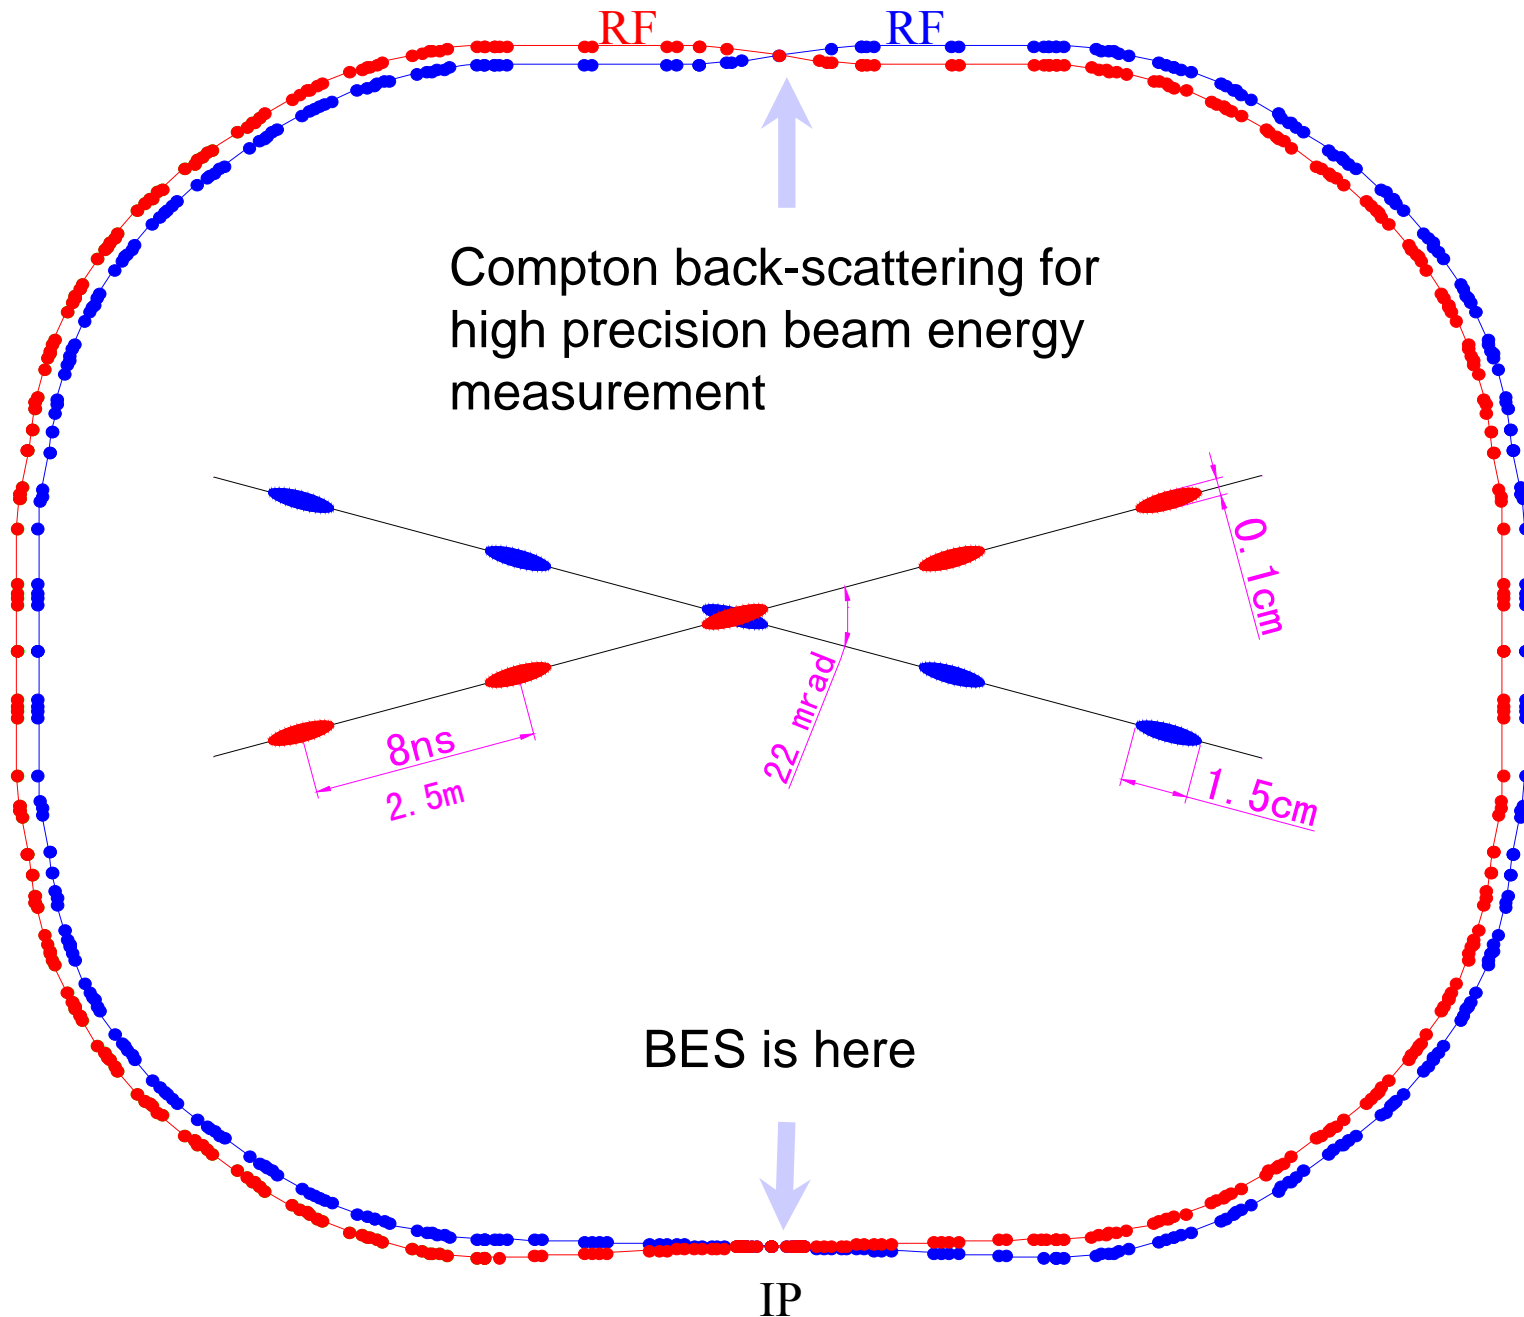 RF RF
Compton back-scattering for
high precision beam energy
measurement
0.1cm
22 mrad
8ns
2.5m
1.5cm
BES is here
IP